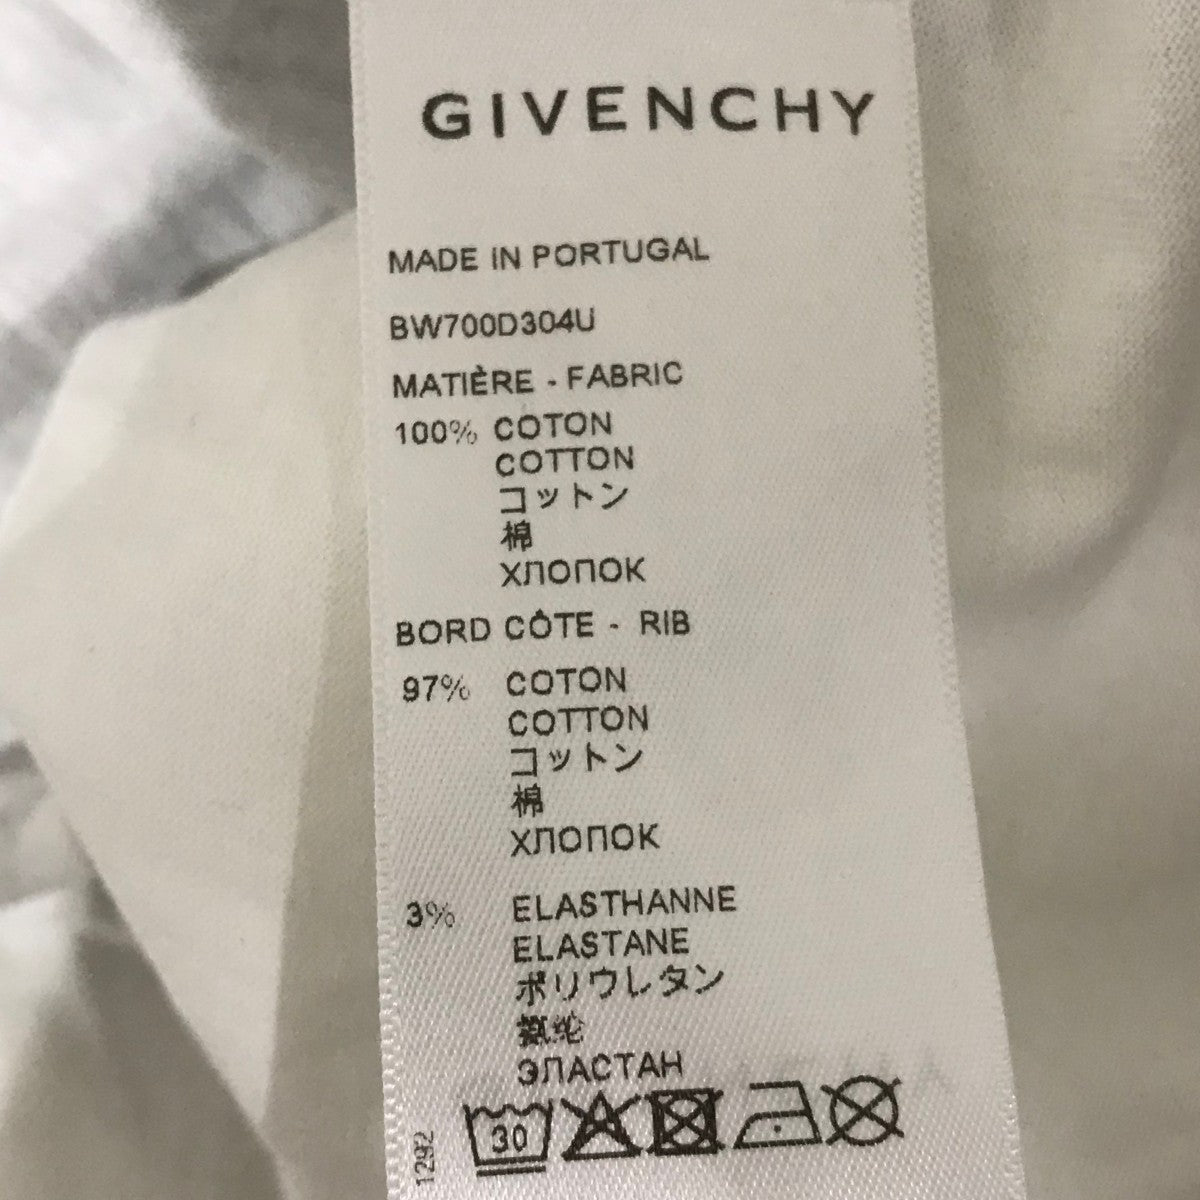 GIVENCHY
MADE IN PORTUGAL
BW700D304U
MATIÈRE - FABRIC
100% COTON
COTTON
コットン
棉
ХЛОПОК
BORD CÔTE - RIB
97% COTON
COTTON
コットン
棉
ХЛОПОК
3% ELASTHANNE
ELASTANE
ポリウレタン
氨纶
ЭЛАСТАН
30
1292